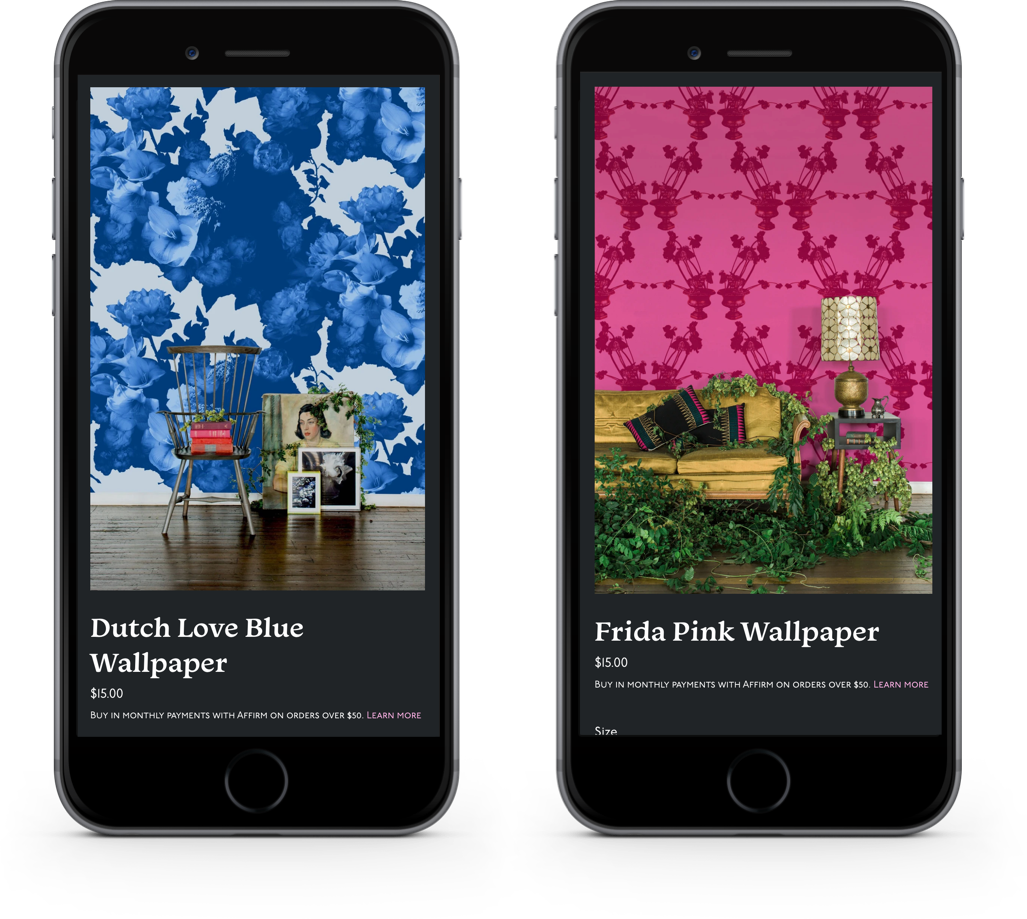 Dutch Love Blue
Wallpaper
$15.00
Buy in monthly payments with Affirm on orders over $50. Learn more
Frida Pink Wallpaper
$15.00
Buy in monthly payments with Affirm on orders over $50. Learn more
Size